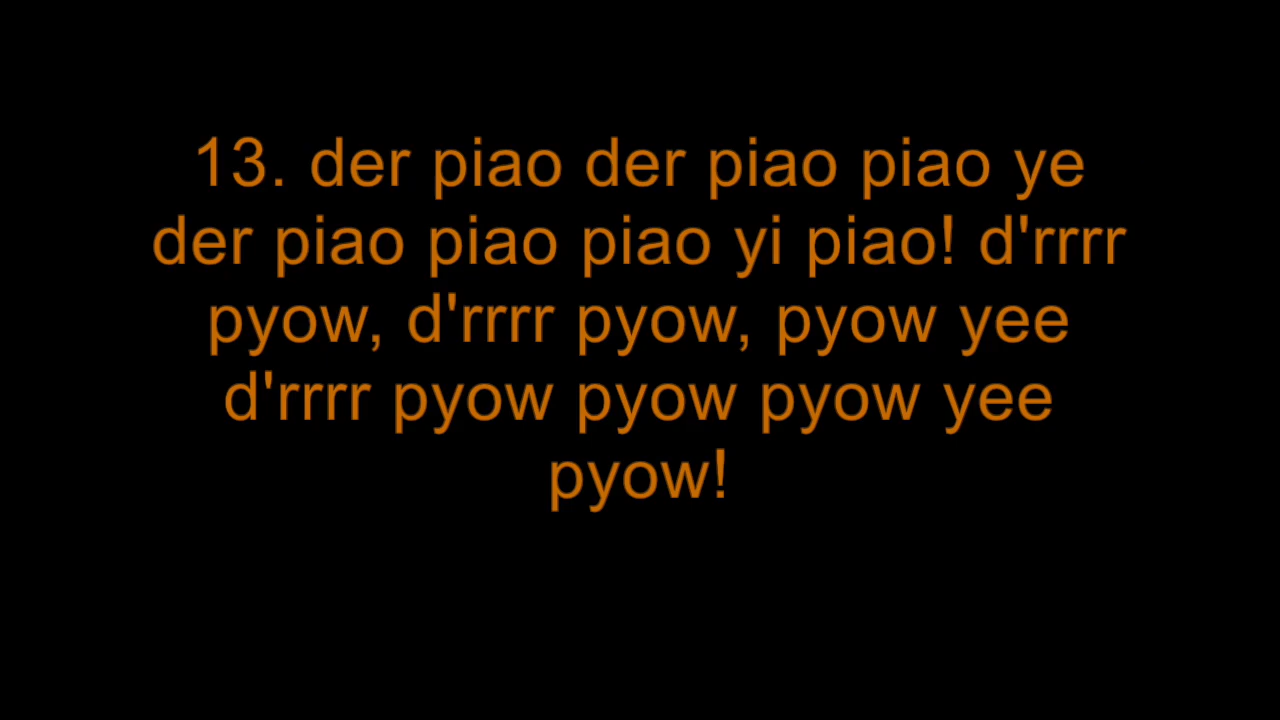 13. der piao der piao piao ye
der piao piao piao yi piao! d'rrrr
pyow, d'rrrr pyow, pyow yee
d'rrrr pyow pyow pyow yee
pyow!